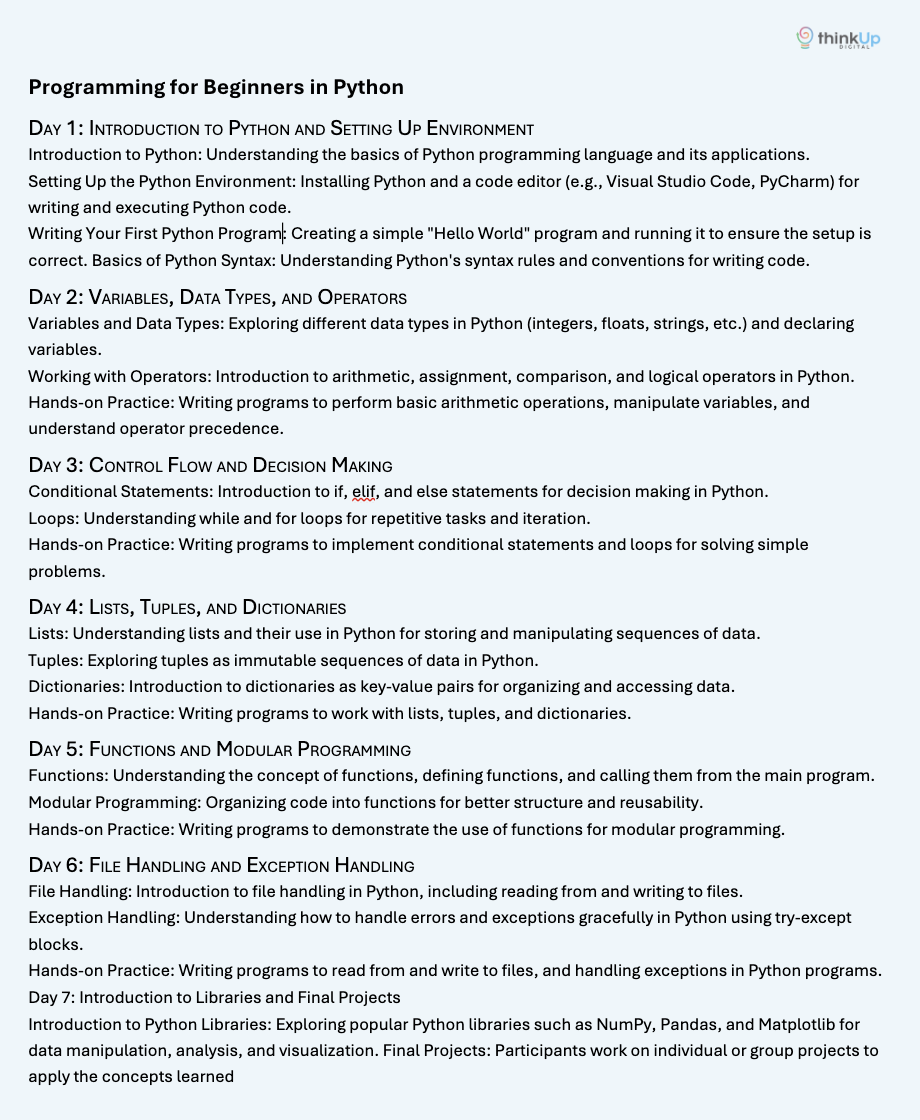 thinkUp
DIGITAL
Programming for Beginners in Python
Day 1: Introduction to Python and Setting Up Environment
Introduction to Python: Understanding the basics of Python programming language and its applications.
Setting Up the Python Environment: Installing Python and a code editor (e.g., Visual Studio Code, PyCharm) for
writing and executing Python code.
Writing Your First Python Program: Creating a simple "Hello World" program and running it to ensure the setup is
correct. Basics of Python Syntax: Understanding Python's syntax rules and conventions for writing code.
Day 2: Variables, Data Types, and Operators
Variables and Data Types: Exploring different data types in Python (integers, floats, strings, etc.) and declaring
variables.
Working with Operators: Introduction to arithmetic, assignment, comparison, and logical operators in Python.
Hands-on Practice: Writing programs to perform basic arithmetic operations, manipulate variables, and
understand operator precedence.
Day 3: Control Flow and Decision Making
Conditional Statements: Introduction to if, elif, and else statements for decision making in Python.
Loops: Understanding while and for loops for repetitive tasks and iteration.
Hands-on Practice: Writing programs to implement conditional statements and loops for solving simple
problems.
Day 4: Lists, Tuples, and Dictionaries
Lists: Understanding lists and their use in Python for storing and manipulating sequences of data.
Tuples: Exploring tuples as immutable sequences of data in Python.
Dictionaries: Introduction to dictionaries as key-value pairs for organizing and accessing data.
Hands-on Practice: Writing programs to work with lists, tuples, and dictionaries.
Day 5: Functions and Modular Programming
Functions: Understanding the concept of functions, defining functions, and calling them from the main program.
Modular Programming: Organizing code into functions for better structure and reusability.
Hands-on Practice: Writing programs to demonstrate the use of functions for modular programming.
Day 6: File Handling and Exception Handling
File Handling: Introduction to file handling in Python, including reading from and writing to files.
Exception Handling: Understanding how to handle errors and exceptions gracefully in Python using try-except
blocks.
Hands-on Practice: Writing programs to read from and write to files, and handling exceptions in Python programs.
Day 7: Introduction to Libraries and Final Projects
Introduction to Python Libraries: Exploring popular Python libraries such as NumPy, Pandas, and Matplotlib for
data manipulation, analysis, and visualization. Final Projects: Participants work on individual or group projects to
apply the concepts learned